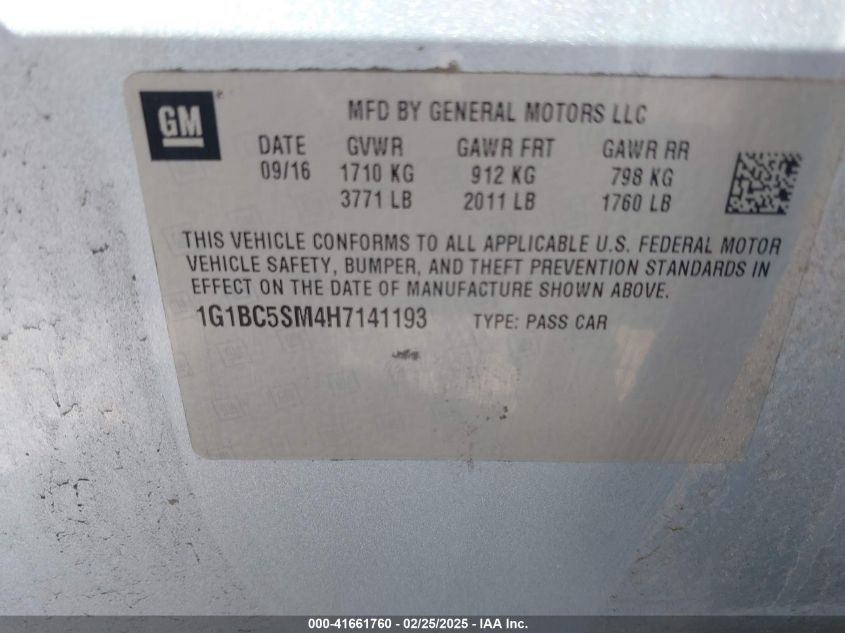 GM
MFD BY GENERAL MOTORS LLC
DATE GVWR GAWR FRT GAWR RR
09/16 1710 KG 912 KG 798 KG
3771 LB 2011 LB 1760 LB
THIS VEHICLE CONFORMS TO ALL APPLICABLE U.S. FEDERAL MOTOR
VEHICLE SAFETY, BUMPER, AND THEFT PREVENTION STANDARDS IN
EFFECT ON THE DATE OF MANUFACTURE SHOWN ABOVE.
1G1BC5SM4H7141193 TYPE: PASS CAR
000-41661760 - 02/25/2025 - IAA Inc.